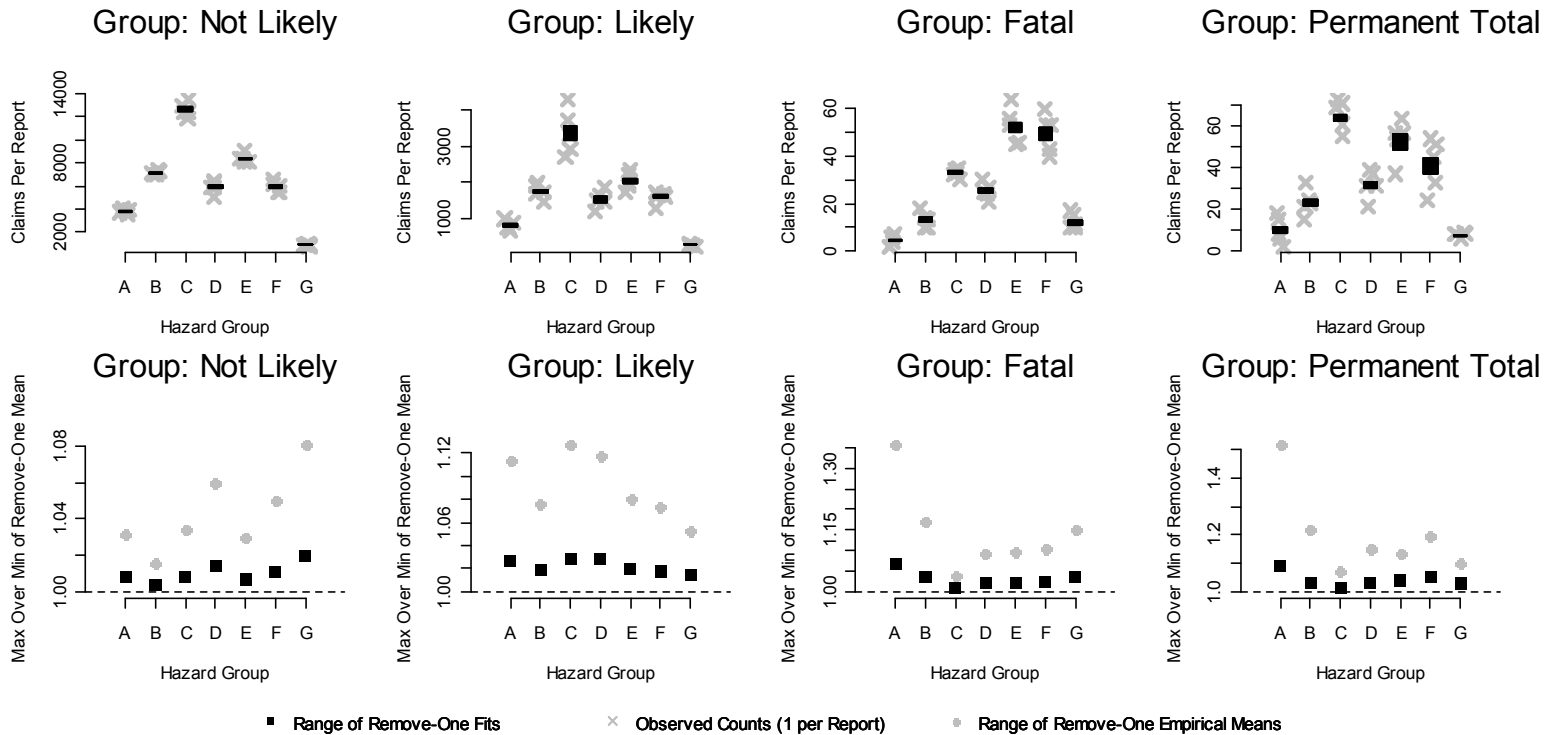 Group: Not Likely
Group: Likely
Group: Fatal
Group: Permanent Total
Claims Per Report
14000
8000
2000
A B C D E F G
Hazard Group
Claims Per Report
3000
1000
A B C D E F G
Hazard Group
Claims Per Report
60
40
20
0
A B C D E F G
Hazard Group
Claims Per Report
60
40
20
0
A B C D E F G
Hazard Group
Group: Not Likely
Group: Likely
Group: Fatal
Group: Permanent Total
Max Over Min of Remove-One Mean
1.08
1.04
1.00
A B C D E F G
Hazard Group
Max Over Min of Remove-One Mean
1.12
1.06
1.00
A B C D E F G
Hazard Group
Max Over Min of Remove-One Mean
1.30
1.15
1.00
A B C D E F G
Hazard Group
Max Over Min of Remove-One Mean
1.4
1.2
1.0
A B C D E F G
Hazard Group
Range of Remove-One Fits
Observed Counts (1 per Report)
Range of Remove-One Empirical Means